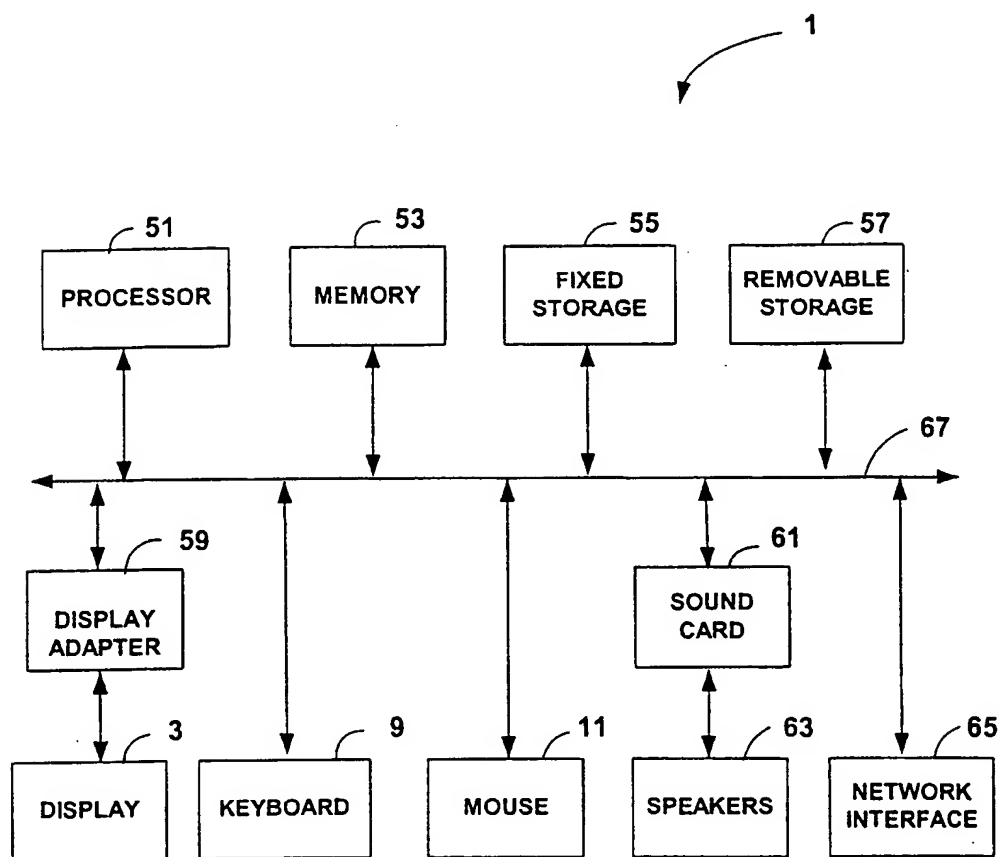 1
51
53
55
57
PROCESSOR
MEMORY
FIXED
STORAGE
REMOVABLE
STORAGE
67
59
61
DISPLAY
ADAPTER
SOUND
CARD
3
9
11
63
65
DISPLAY
KEYBOARD
MOUSE
SPEAKERS
NETWORK
INTERFACE